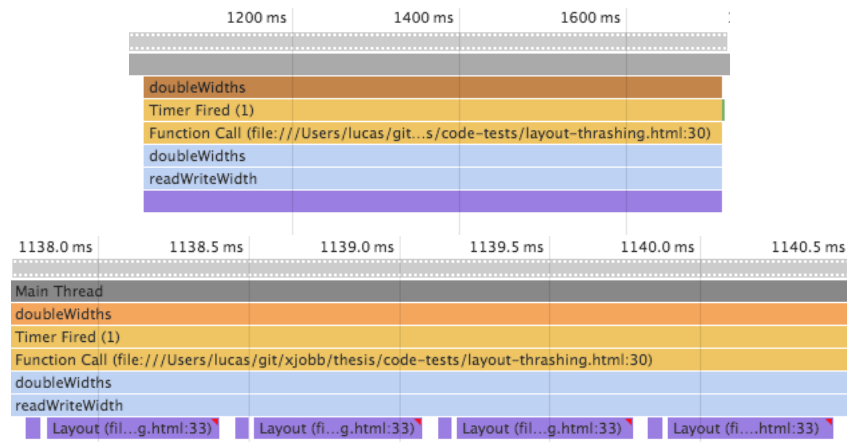 1200 ms 1400 ms 1600 ms
doubleWidths
Timer Fired (1)
Function Call (file:///Users/lucas/git...s/code-tests/layout-thrashing.html:30)
doubleWidths
readWriteWidth
1138.0 ms 1138.5 ms 1139.0 ms 1139.5 ms 1140.0 ms 1140.5 ms
Main Thread
doubleWidths
Timer Fired (1)
Function Call (file:///Users/lucas/git/xjobb/thesis/code-tests/layout-thrashing.html:30)
doubleWidths
readWriteWidth
Layout (fil...g.html:33) Layout (fi...g.html:33) Layout (fil...g.html:33) Layout (fi....html:33)